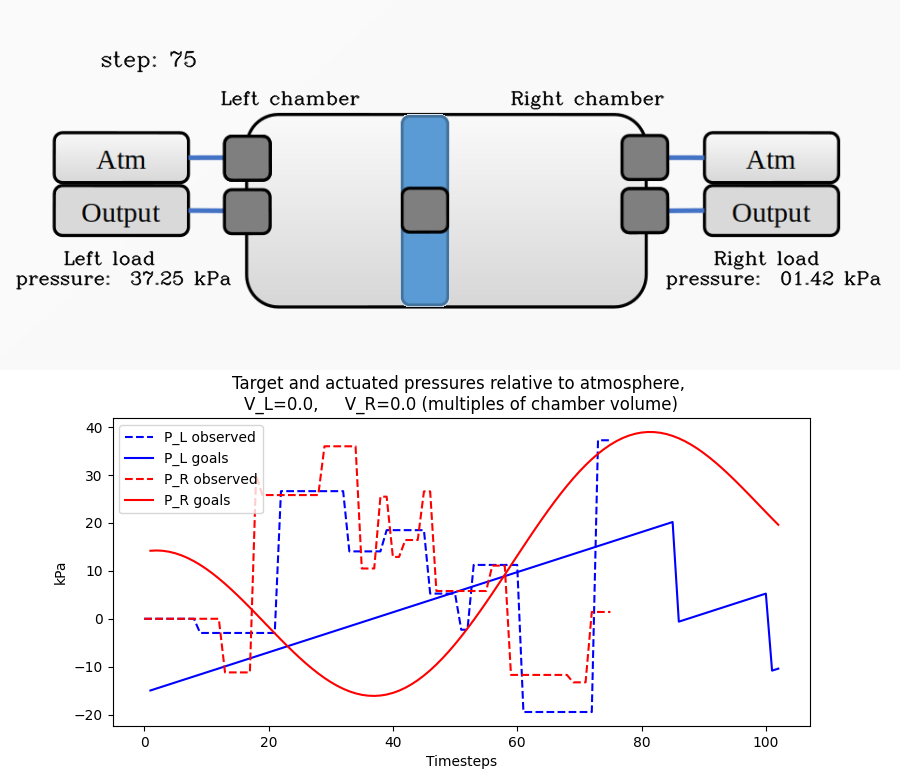 step: 75
Left chamber
Right chamber
Atm
Atm
Output
Output
Left load
pressure: 37.25 kPa
Right load
pressure: 01.42 kPa
Target and actuated pressures relative to atmosphere,
V_L=0.0, V_R=0.0 (multiples of chamber volume)
P_L observed
P_L goals
P_R observed
P_R goals
kPa
40
30
20
10
0
−10
−20
0
20
40
60
80
100
Timesteps